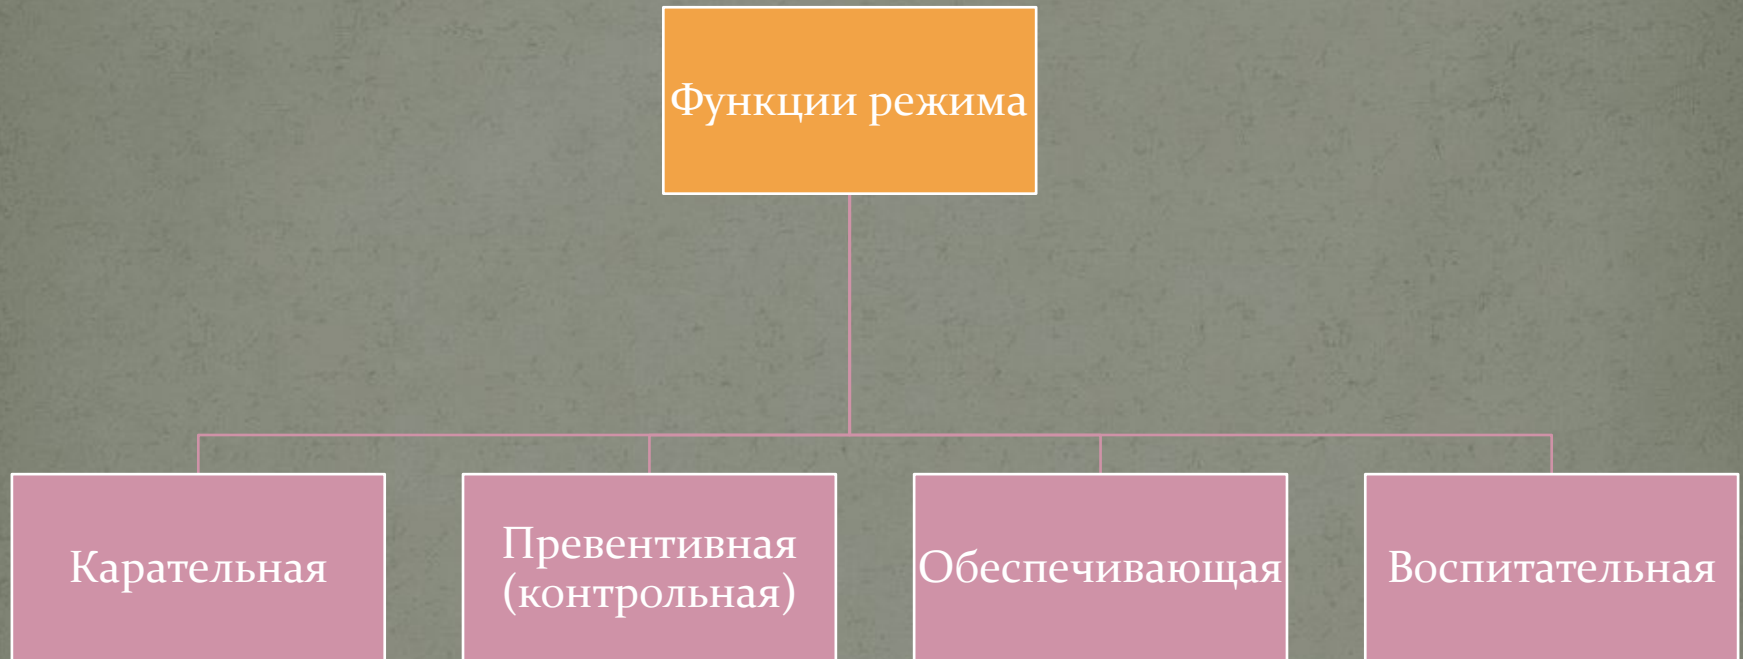 Функции режима
Карательная
Превентивная
(контрольная)
Обеспечивающая
Воспитательная